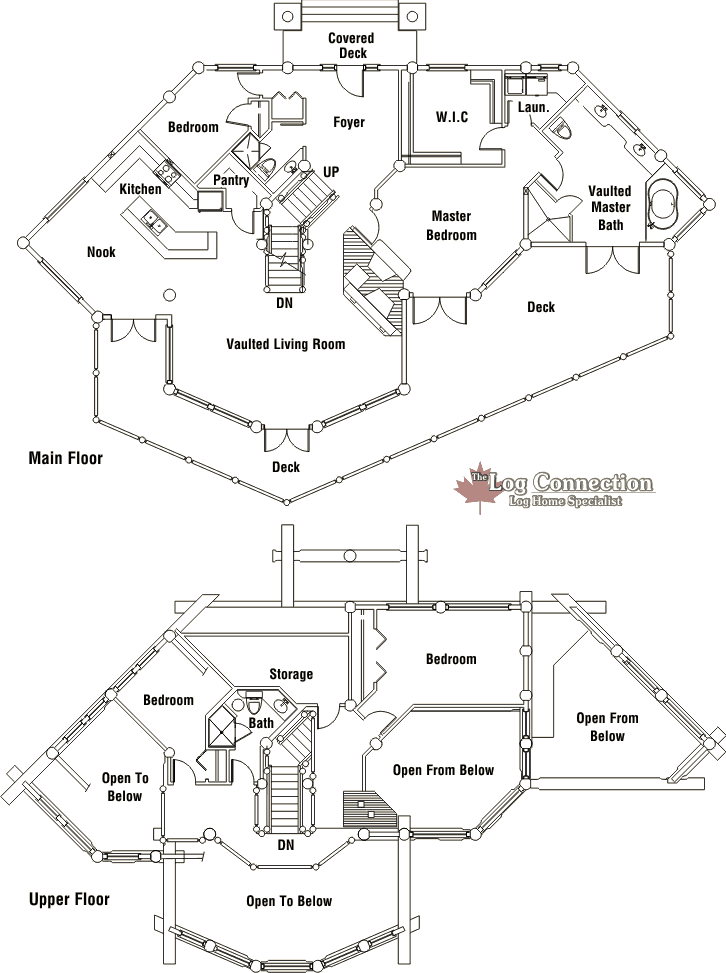 Covered
Deck
Bedroom
Foyer
W.I.C
Laun.
Kitchen
Pantry
UP
Vaulted
Master
Bath
Master
Bedroom
Nook
DN
Deck
Vaulted Living Room
Main Floor
Deck
The Log Connection
Log Home Specialist
Storage
Bedroom
Bedroom
Bath
Open From
Below
Open To
Below
Open From Below
DN
Upper Floor
Open To Below